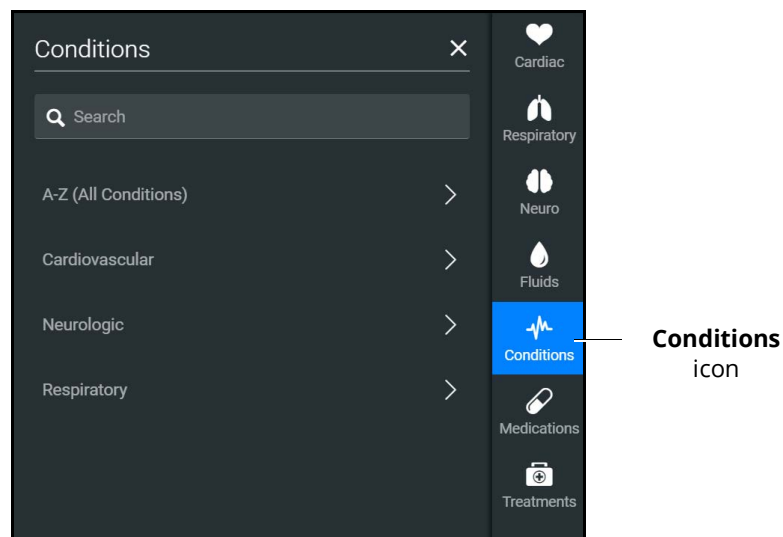 Conditions
Search
A-Z (All Conditions)
Cardiovascular
Neurologic
Respiratory
Cardiac
Respiratory
Neuro
Fluids
Conditions
Medications
Treatments
Conditions
icon